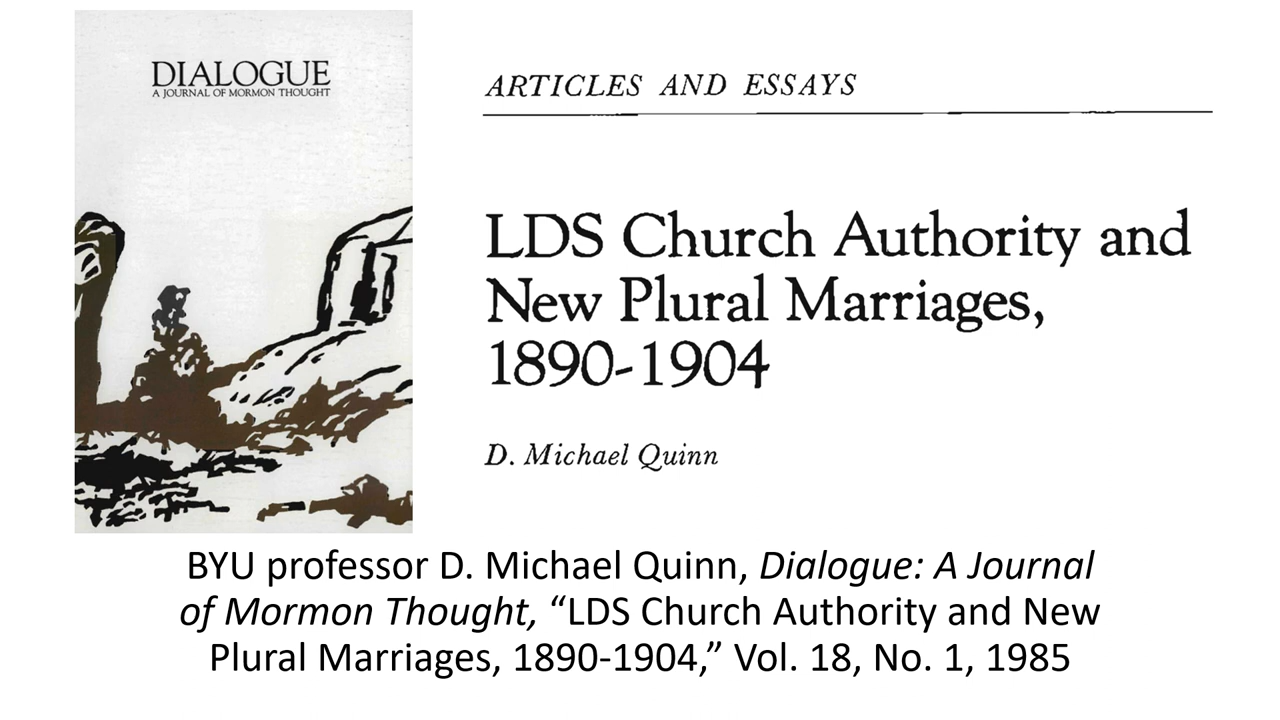 DIALOGUE
A JOURNAL OF MORMON THOUGHT
ARTICLES AND ESSAYS
LDS Church Authority and
New Plural Marriages,
1890-1904
D. Michael Quinn
BYU professor D. Michael Quinn, Dialogue: A Journal
of Mormon Thought, “LDS Church Authority and New
Plural Marriages, 1890-1904,” Vol. 18, No. 1, 1985